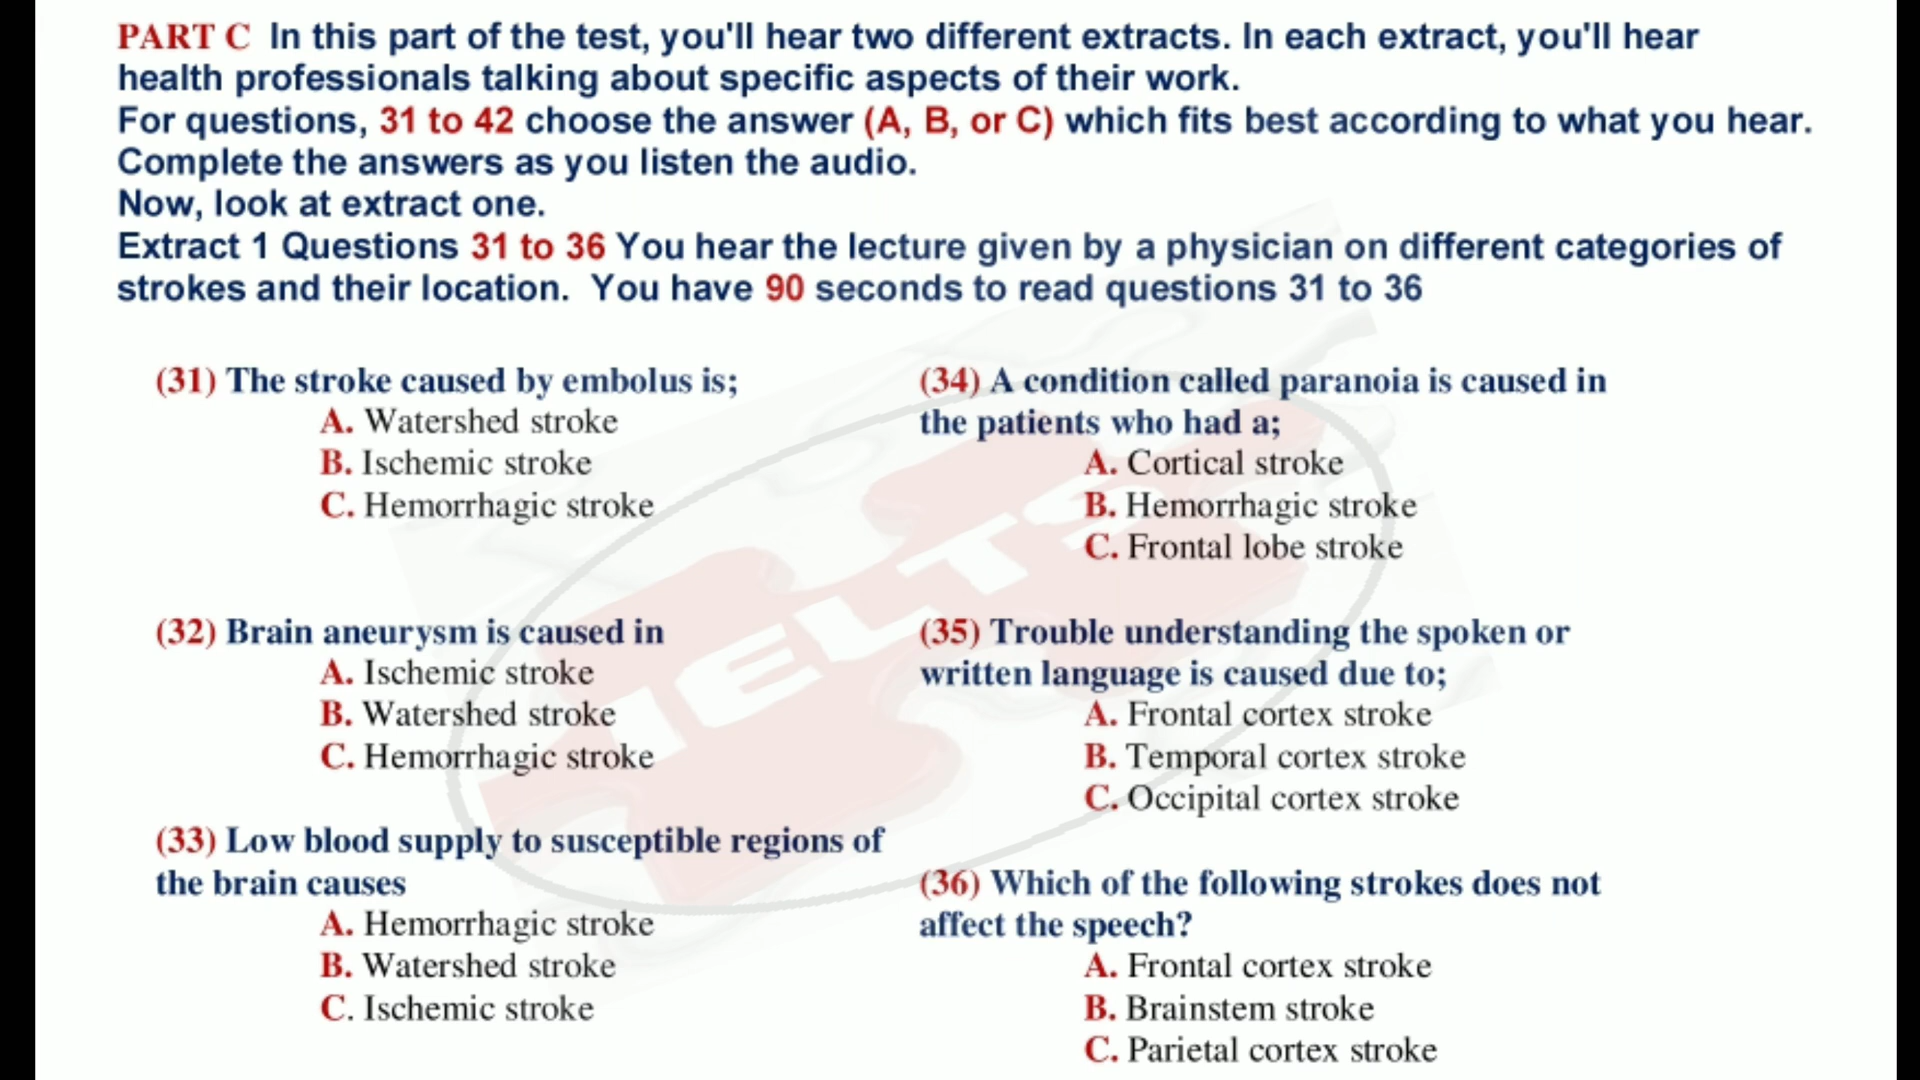 PART C In this part of the test, you'll hear two different extracts. In each extract, you'll hear
health professionals talking about specific aspects of their work.
For questions, 31 to 42 choose the answer (A, B, or C) which fits best according to what you hear.
Complete the answers as you listen the audio.
Now, look at extract one.
Extract 1 Questions 31 to 36 You hear the lecture given by a physician on different categories of
strokes and their location. You have 90 seconds to read questions 31 to 36
(31) The stroke caused by embolus is;
A. Watershed stroke
B. Ischemic stroke
C. Hemorrhagic stroke
(32) Brain aneurysm is caused in
A. Ischemic stroke
B. Watershed stroke
C. Hemorrhagic stroke
(33) Low blood supply to susceptible regions of
the brain causes
A. Hemorrhagic stroke
B. Watershed stroke
C. Ischemic stroke
(34) A condition called paranoia is caused in
the patients who had a;
A. Cortical stroke
B. Hemorrhagic stroke
C. Frontal lobe stroke
(35) Trouble understanding the spoken or
written language is caused due to;
A. Frontal cortex stroke
B. Temporal cortex stroke
C. Occipital cortex stroke
(36) Which of the following strokes does not
affect the speech?
A. Frontal cortex stroke
B. Brainstem stroke
C. Parietal cortex stroke
IELTS